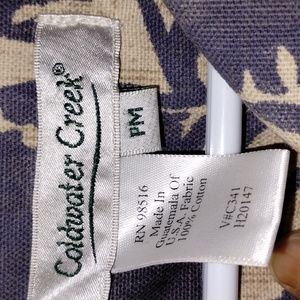 Coldwater Creek®
PM
RN 98516
Made In
Guatemala Of
U.S.A. Fabric
100% Cotton
V#C341
H20147